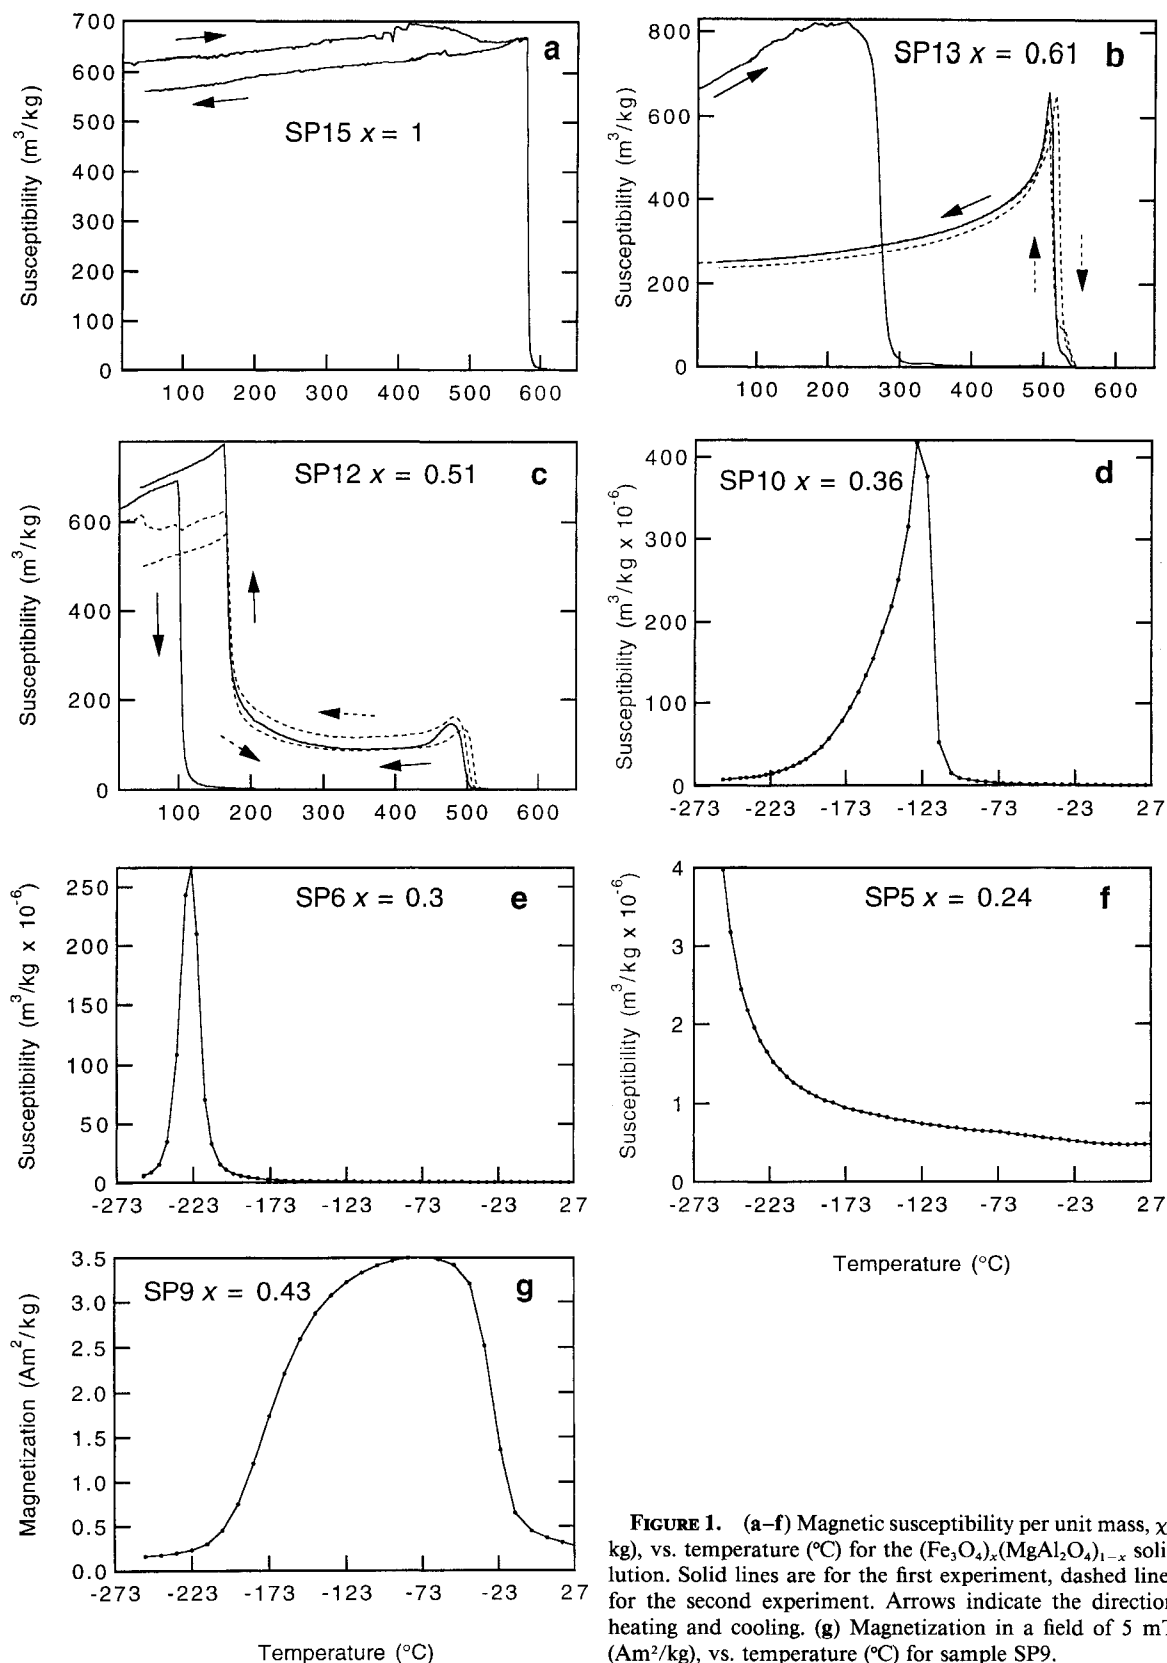 700
600
500
400
300
200
100
0
Susceptibility (m³/kg)
a
SP15 x = 1
100 200 300 400 500 600
800
600
400
200
0
Susceptibility (m³/kg)
SP13 x = 0.61
b
100 200 300 400 500 600
600
400
200
0
Susceptibility (m³/kg)
SP12 x = 0.51
c
100 200 300 400 500 600
400
300
200
100
0
Susceptibility (m³/kg x 10⁻⁶)
SP10 x = 0.36
d
-273 -223 -173 -123 -73 -23 27
250
200
150
100
50
0
Susceptibility (m³/kg x 10⁻⁶)
SP6 x = 0.3
e
-273 -223 -173 -123 -73 -23 27
4
3
2
1
0
Susceptibility (m³/kg x 10⁻⁶)
SP5 x = 0.24
f
-273 -223 -173 -123 -73 -23 27
Temperature (°C)
3.5
3.0
2.5
2.0
1.5
1.0
0.5
0.0
Magnetization (Am²/kg)
SP9 x = 0.43
g
-273 -223 -173 -123 -73 -23 27
Temperature (°C)
FIGURE 1. (a–f) Magnetic susceptibility per unit mass, χ
kg), vs. temperature (°C) for the (Fe₃O₄)ₓ(MgAl₂O₄)₁₋ₓ soli
lution. Solid lines are for the first experiment, dashed line
for the second experiment. Arrows indicate the direction
heating and cooling. (g) Magnetization in a field of 5 mT
(Am²/kg), vs. temperature (°C) for sample SP9.